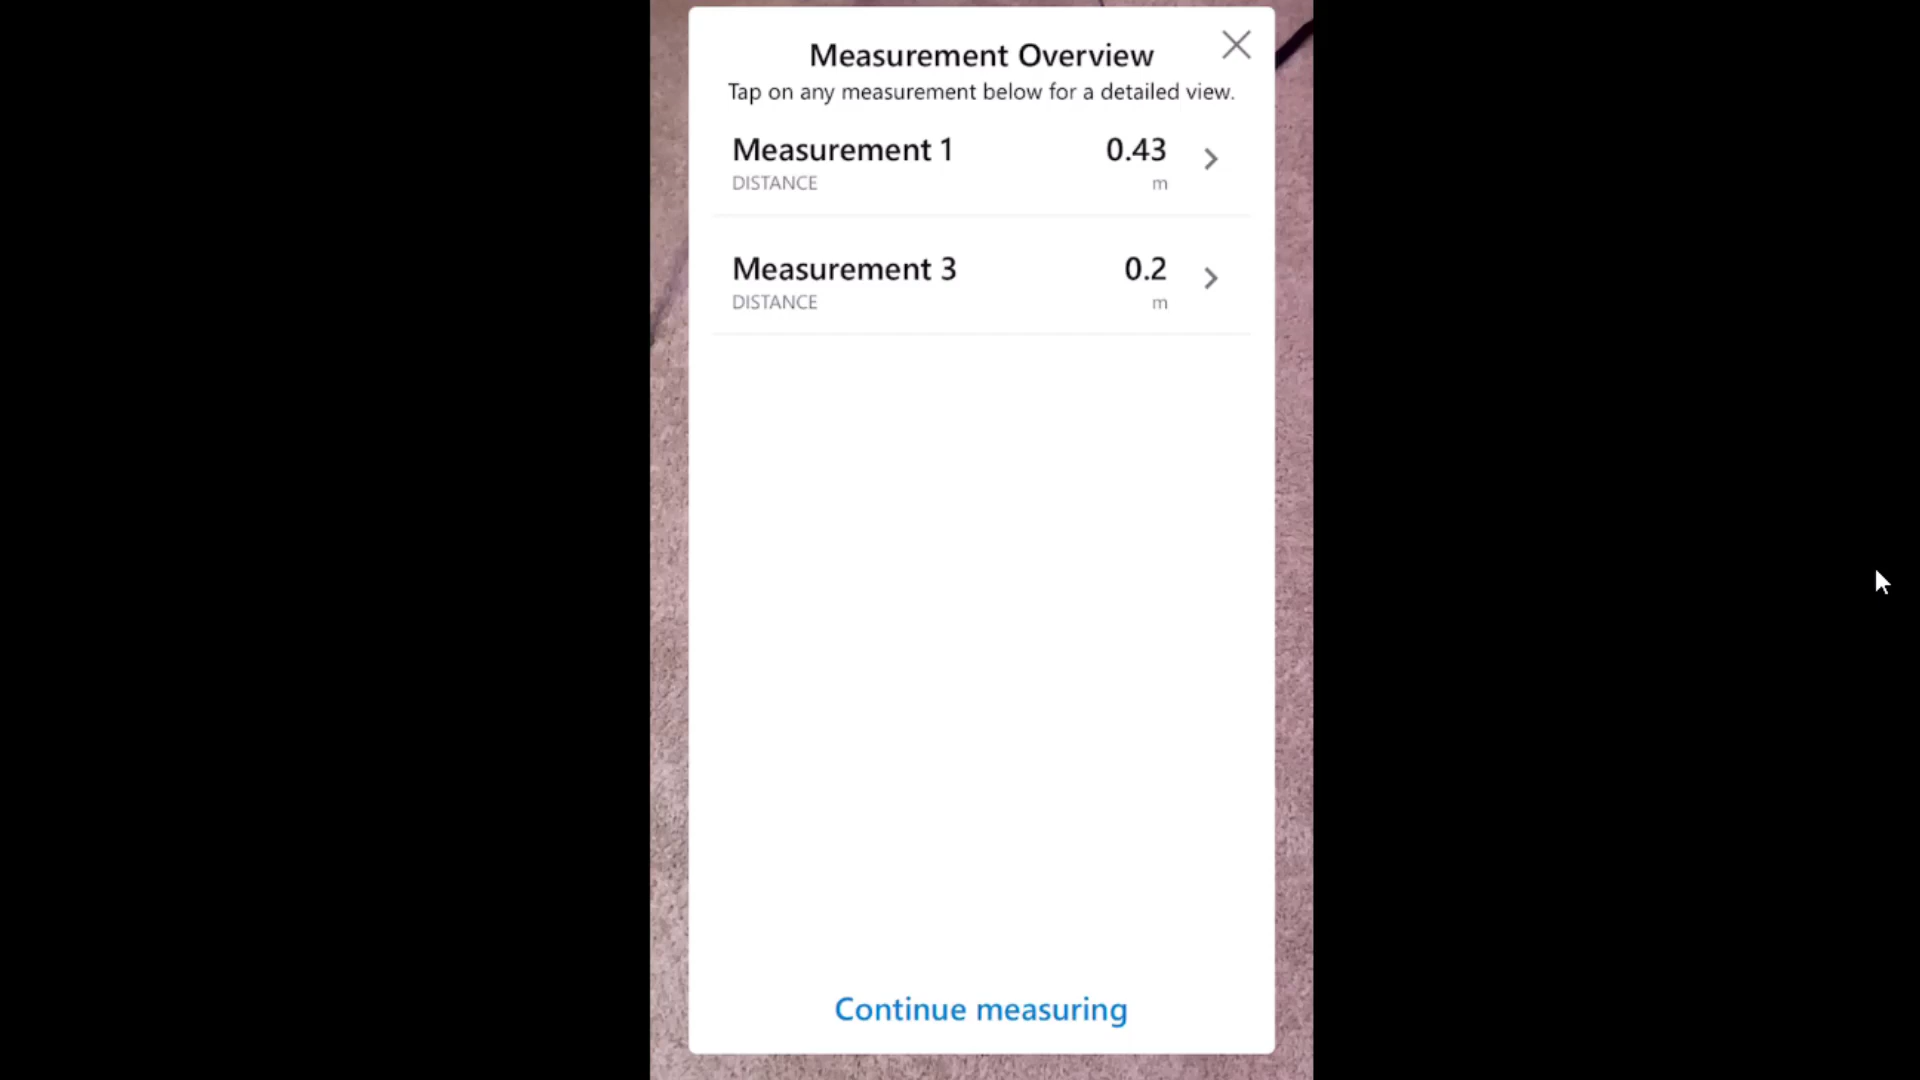 Measurement Overview
Tap on any measurement below for a detailed view.
Measurement 1 0.43
DISTANCE m
Measurement 3 0.2
DISTANCE m
Continue measuring